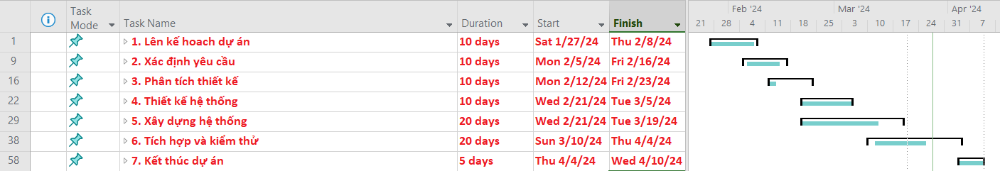 Task Mode Task Name Duration Start Finish
Feb '24 Mar '24 Apr '24
21 28 4 11 18 25 3 10 17 24 31 7
1 1. Lên kế hoach dự án 10 days Sat 1/27/24 Thu 2/8/24
9 2. Xác định yêu cầu 10 days Mon 2/5/24 Fri 2/16/24
16 3. Phân tích thiết kế 10 days Mon 2/12/24 Fri 2/23/24
22 4. Thiết kế hệ thống 10 days Wed 2/21/24 Tue 3/5/24
29 5. Xây dựng hệ thống 20 days Wed 2/21/24 Tue 3/19/24
38 6. Tích hợp và kiểm thử 20 days Sun 3/10/24 Thu 4/4/24
58 7. Kết thúc dự án 5 days Thu 4/4/24 Wed 4/10/24